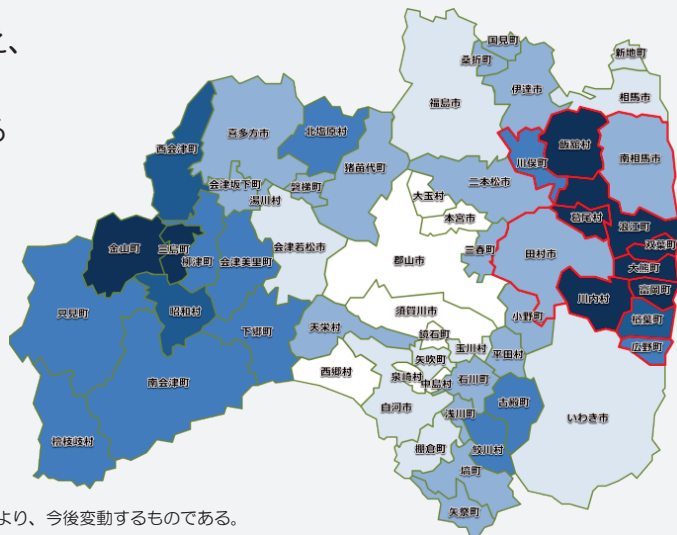 に、
る
国見町
桑折町
新地町
伊達市
相馬市
福島市
飯舘村
南相馬市
川俣町
西会津町
喜多方市
北塩原村
猪苗代町
会津坂下町
磐梯町
湯川村
二本松市
大玉村
本宮市
葛尾村
浪江町
双葉町
大熊町
富岡町
川内村
楢葉町
広野町
金山町
三島町
柳津町
会津美里町
会津若松市
郡山市
三春町
田村市
小野町
只見町
昭和村
下郷町
天栄村
須賀川市
鏡石町
玉川村
平田村
矢吹町
南会津町
西郷村
泉崎村
中島村
石川町
古殿町
白河市
浅川町
いわき市
檜枝岐村
棚倉町
鮫川村
塙町
矢祭町
より、今後変動するものである。